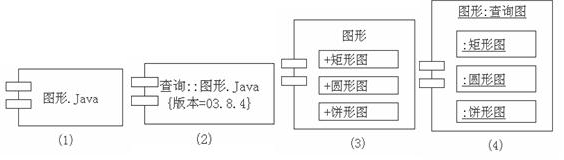 图形.Java
(1)
查询::图形.Java
{版本=03.8.4}
(2)
图形
+矩形图
+圆形图
+饼形图
(3)
图形:查询图
:矩形图
:圆形图
:饼形图
(4)